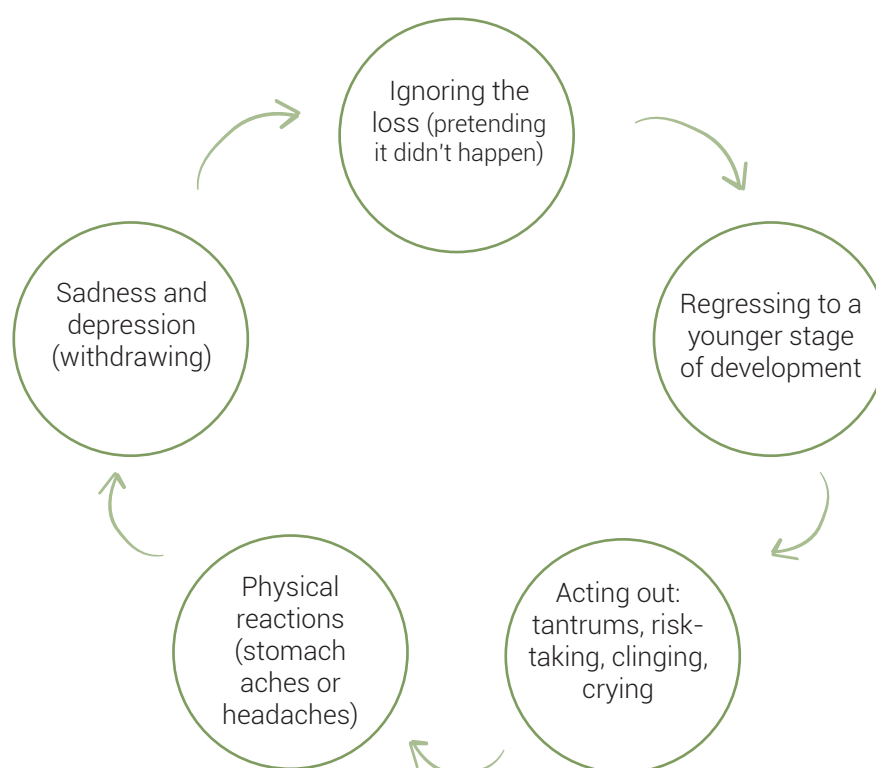 Ignoring the
loss (pretending
it didn't happen)
Regressing to a
younger stage
of development
Acting out:
tantrums, risk-
taking, clinging,
crying
Physical
reactions
(stomach
aches or
headaches)
Sadness and
depression
(withdrawing)